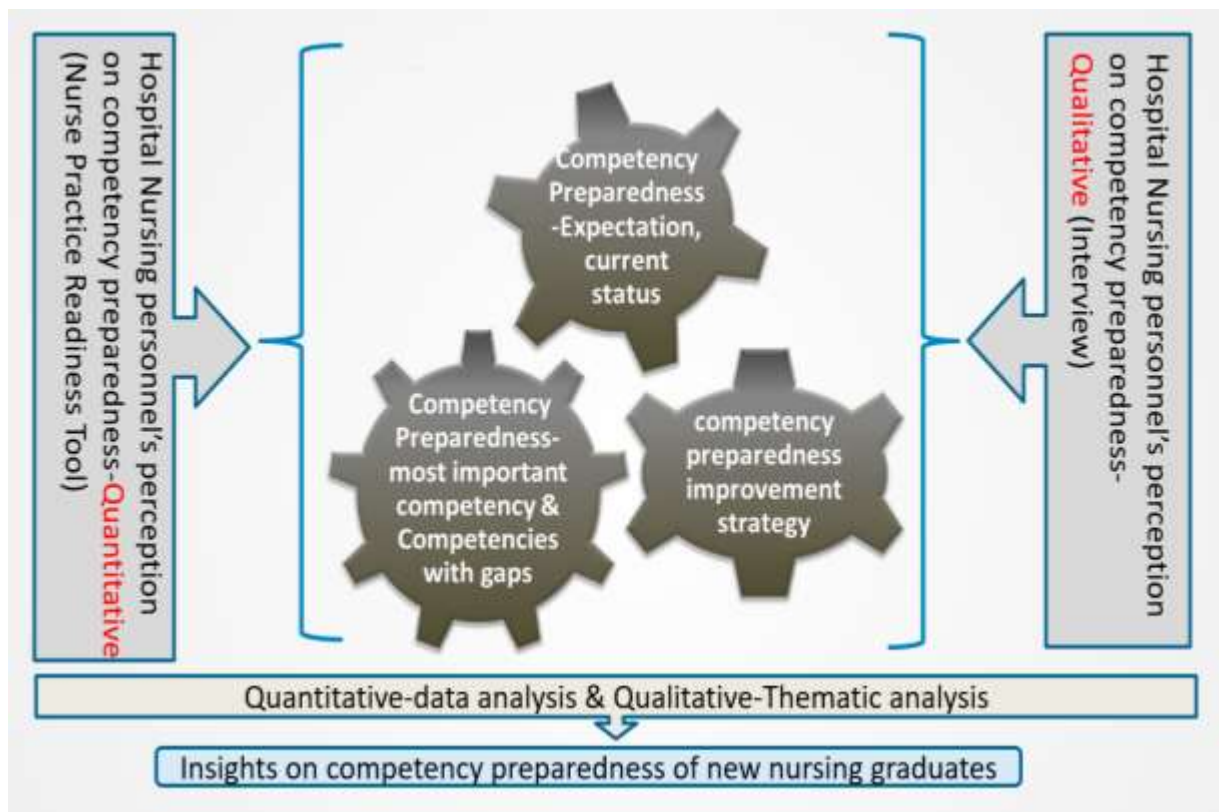 Hospital Nursing personnel's perception
on competency preparedness-Quantitative
(Nurse Practice Readiness Tool)
Competency
Preparedness
-Expectation,
current
status
Competency
Preparedness-
most important
competency &
Competencies
with gaps
competency
preparedness
improvement
strategy
Hospital Nursing personnel's perception
on competency preparedness-
Qualitative (Interview)
Quantitative-data analysis & Qualitative-Thematic analysis
Insights on competency preparedness of new nursing graduates